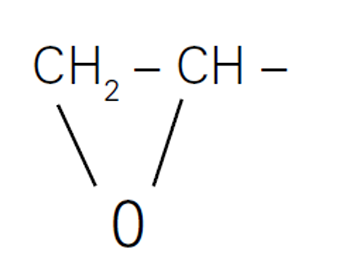 CH₂ – CH –
O